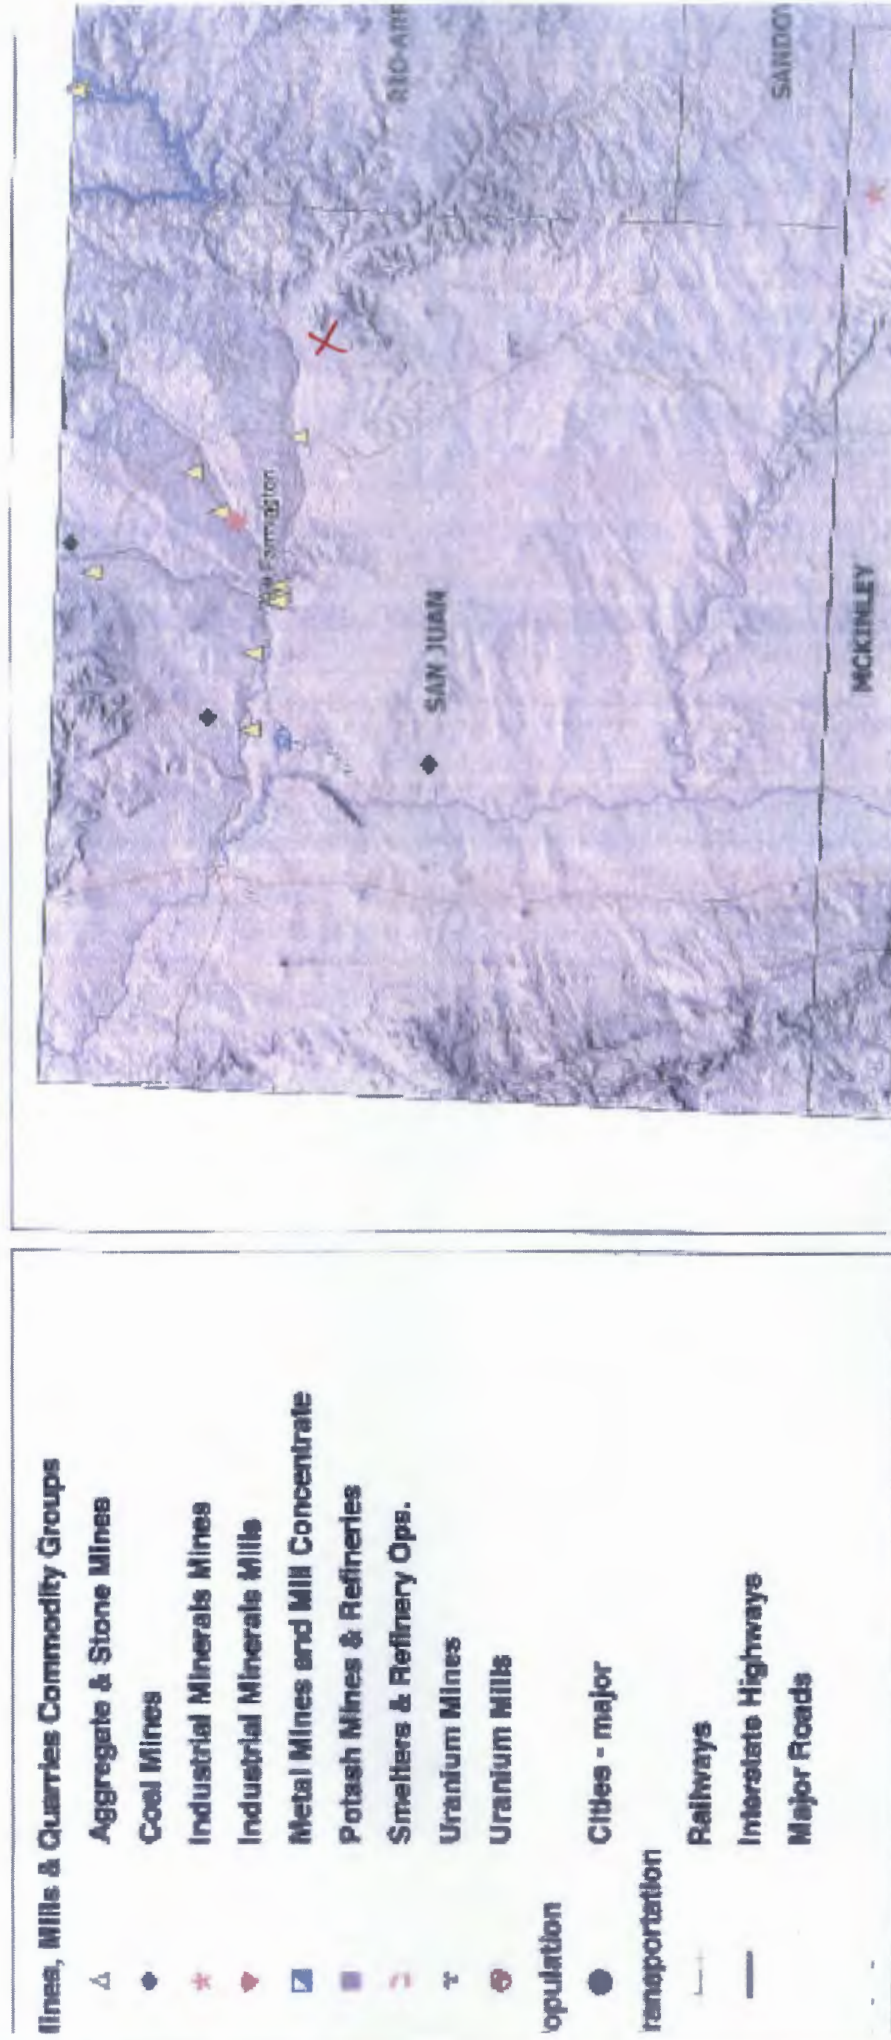 lines, Mills & Quarries Commodity Groups
Aggregate & Stone Mines
Coal Mines
Industrial Minerals Mines
Industrial Minerals Mills
Metal Mines and Mill Concentrate
Potash Mines & Refineries
Smelters & Refinery Ops.
Uranium Mines
Uranium Mills
opulation
Cities - major
ransportation
Railways
Interstate Highways
Major Roads
Farmington
SAN JUAN
MCKINLEY
RIO ARR
SANDOV